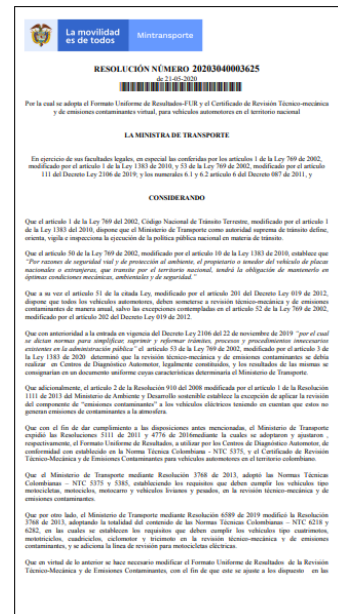 La movilidad
es de todos
Mintransporte
RESOLUCIÓN NÚMERO 20203040003625
de 21-05-2020
Por la cual se adopta el Formato Uniforme de Resultados-FUR y el Certificado de Revisión Técnico-mecánica
y de emisiones contaminantes virtual, para vehículos automotores en el territorio nacional
LA MINISTRA DE TRANSPORTE
En ejercicio de sus facultades legales, en especial las conferidas por los artículos 1 de la Ley 769 de 2002,
modificado por el artículo 1 de la Ley 1383 de 2010, y 53 de la Ley 769 de 2002, modificado por el artículo
111 del Decreto Ley 2106 de 2019; y los numerales 6.1 y 6.2 artículo 6 del Decreto 087 de 2011, y
CONSIDERANDO
Que el artículo 1 de la Ley 769 del 2002, Código Nacional de Tránsito Terrestre, modificado por el artículo 1
de la Ley 1383 del 2010, dispone que el Ministerio de Transporte como autoridad suprema de tránsito define,
orienta, vigila e inspecciona la ejecución de la política pública nacional en materia de tránsito.
Que el artículo 50 de la Ley 769 de 2002, modificado por el artículo 10 de la Ley 1383 de 2010, establece que
"Por razones de seguridad vial y de protección al ambiente, el propietario o tenedor del vehículo de placas
nacionales o extranjeras, que transite por el territorio nacional, tendrá la obligación de mantenerlo en
óptimas condiciones mecánicas, ambientales y de seguridad."
Que a su vez el artículo 51 de la citada Ley, modificado por el artículo 201 del Decreto Ley 019 de 2012,
dispone que todos los vehículos automotores, deben someterse a revisión técnico-mecánica y de emisiones
contaminantes de manera anual, salvo las excepciones contempladas en el artículo 52 de la Ley 769 de 2002,
modificado por el artículo 202 del Decreto Ley 019 de 2012.
Que con anterioridad a la entrada en vigencia del Decreto Ley 2106 del 22 de noviembre de 2019 "por el cual
se dictan normas para simplificar, suprimir y reformar trámites, procesos y procedimientos innecesarios
existentes en la administración pública" el artículo 53 de la Ley 769 de 2002, modificado por el artículo 3 de
la Ley 1383 de 2020 determinó que la revisión técnico-mecánica y de emisiones contaminantes se debía
realizar en Centros de Diagnóstico Automotor, legalmente constituidos, y los resultados de las mismas se
consignarían en un documento uniforme cuyas características determinaría el Ministerio de Transporte.
Que adicionalmente, el artículo 2 de la Resolución 910 del 2008 modificada por el artículo 1 de la Resolución
1111 de 2013 del Ministerio de Ambiente y Desarrollo sostenible establece la exención de aplicar la revisión
del componente de "emisiones contaminantes" a los vehículos eléctricos teniendo en cuentan que estos no
generan emisiones de contaminantes a la atmosfera.
Que con el fin de dar cumplimiento a las disposiciones antes mencionadas, el Ministerio de Transporte
expidió las Resoluciones 5111 de 2011 y 4776 de 2016mediante la cuales se adoptaron y ajustaron ,
respectivamente, el Formato Uniforme de Resultados, a utilizar por los Centros de Diagnóstico Automotor, de
conformidad con establecido en la Norma Técnica Colombiana – NTC 5375, y el Certificado de Revisión
Técnico-Mecánica y de Emisiones Contaminantes para vehículos automotores en el territorio colombiano.
Que el Ministerio de Transporte mediante Resolución 3768 de 2013, adoptó las Normas Técnicas
Colombianas – NTC 5375 y 5385, estableciendo los requisitos que deben cumplir los vehículos tipo
motocicletas, motociclos, motocarro y vehículos livianos y pesados, en la revisión técnico-mecánica y de
emisiones contaminantes.
Que por otro lado, el Ministerio de Transporte mediante Resolución 6589 de 2019 modificó la Resolución
3768 de 2013, adoptando la totalidad del contenido de las Normas Técnicas Colombianas – NTC 6218 y
6282, en las cuales se establecen los requisitos que deben cumplir los vehículos tipo cuatrimotos,
mototriciclos, cuadriciclos, ciclomotor y tricimoto en la revisión técnico-mecánica y de emisiones
contaminantes, y se adiciona la línea de revisión para motocicletas eléctricas.
Que en virtud de lo anterior se hace necesario modificar el Formato Uniforme de Resultados de la Revisión
Técnico-Mecánica y de Emisiones Contaminantes, con el fin de que este se ajuste a los dispuesto en las